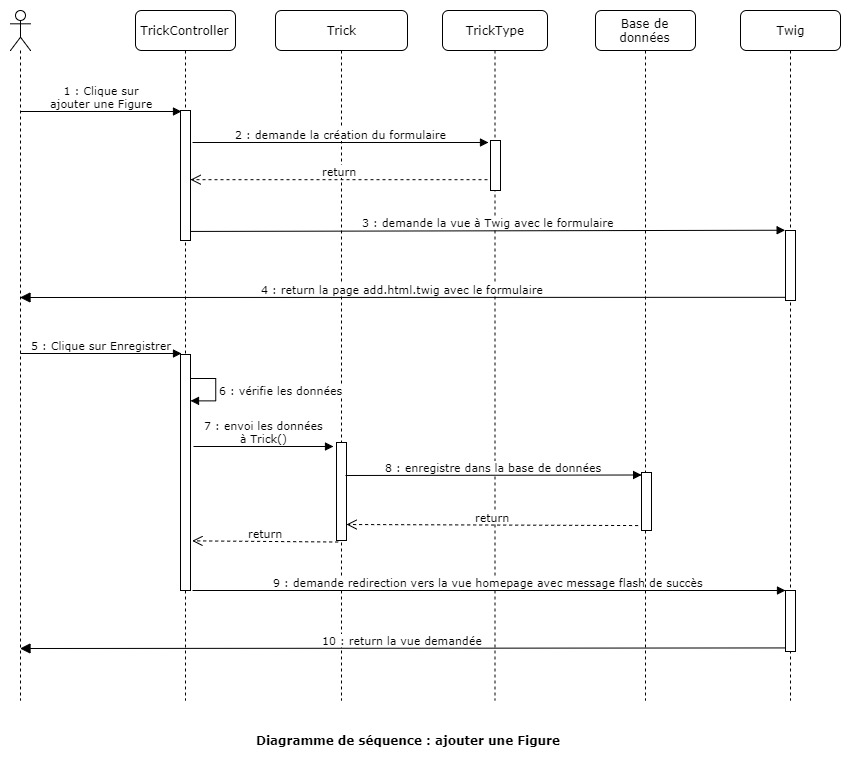 TrickController
Trick
TrickType
Base de
données
Twig
1 : Clique sur
ajouter une Figure
2 : demande la création du formulaire
return
3 : demande la vue à Twig avec le formulaire
4 : return la page add.html.twig avec le formulaire
5 : Clique sur Enregistrer
6 : vérifie les données
7 : envoi les données
à Trick()
8 : enregistre dans la base de données
return
return
9 : demande redirection vers la vue homepage avec message flash de succès
10 : return la vue demandée
Diagramme de séquence : ajouter une Figure